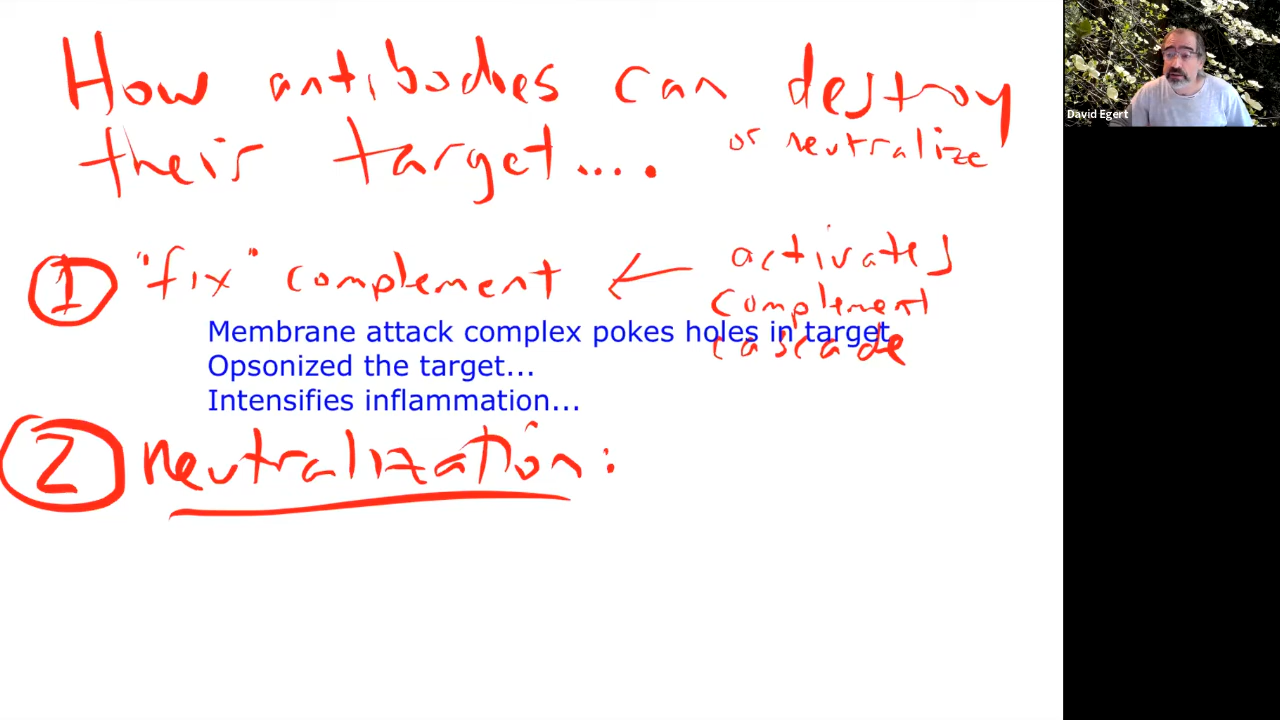 How antibodies can destroy
their target.... or neutralize
① "fix" complement ← activates
complement
Membrane attack complex pokes holes in target
cascade
Opsonized the target...
Intensifies inflammation...
② neutralization:
David Egert